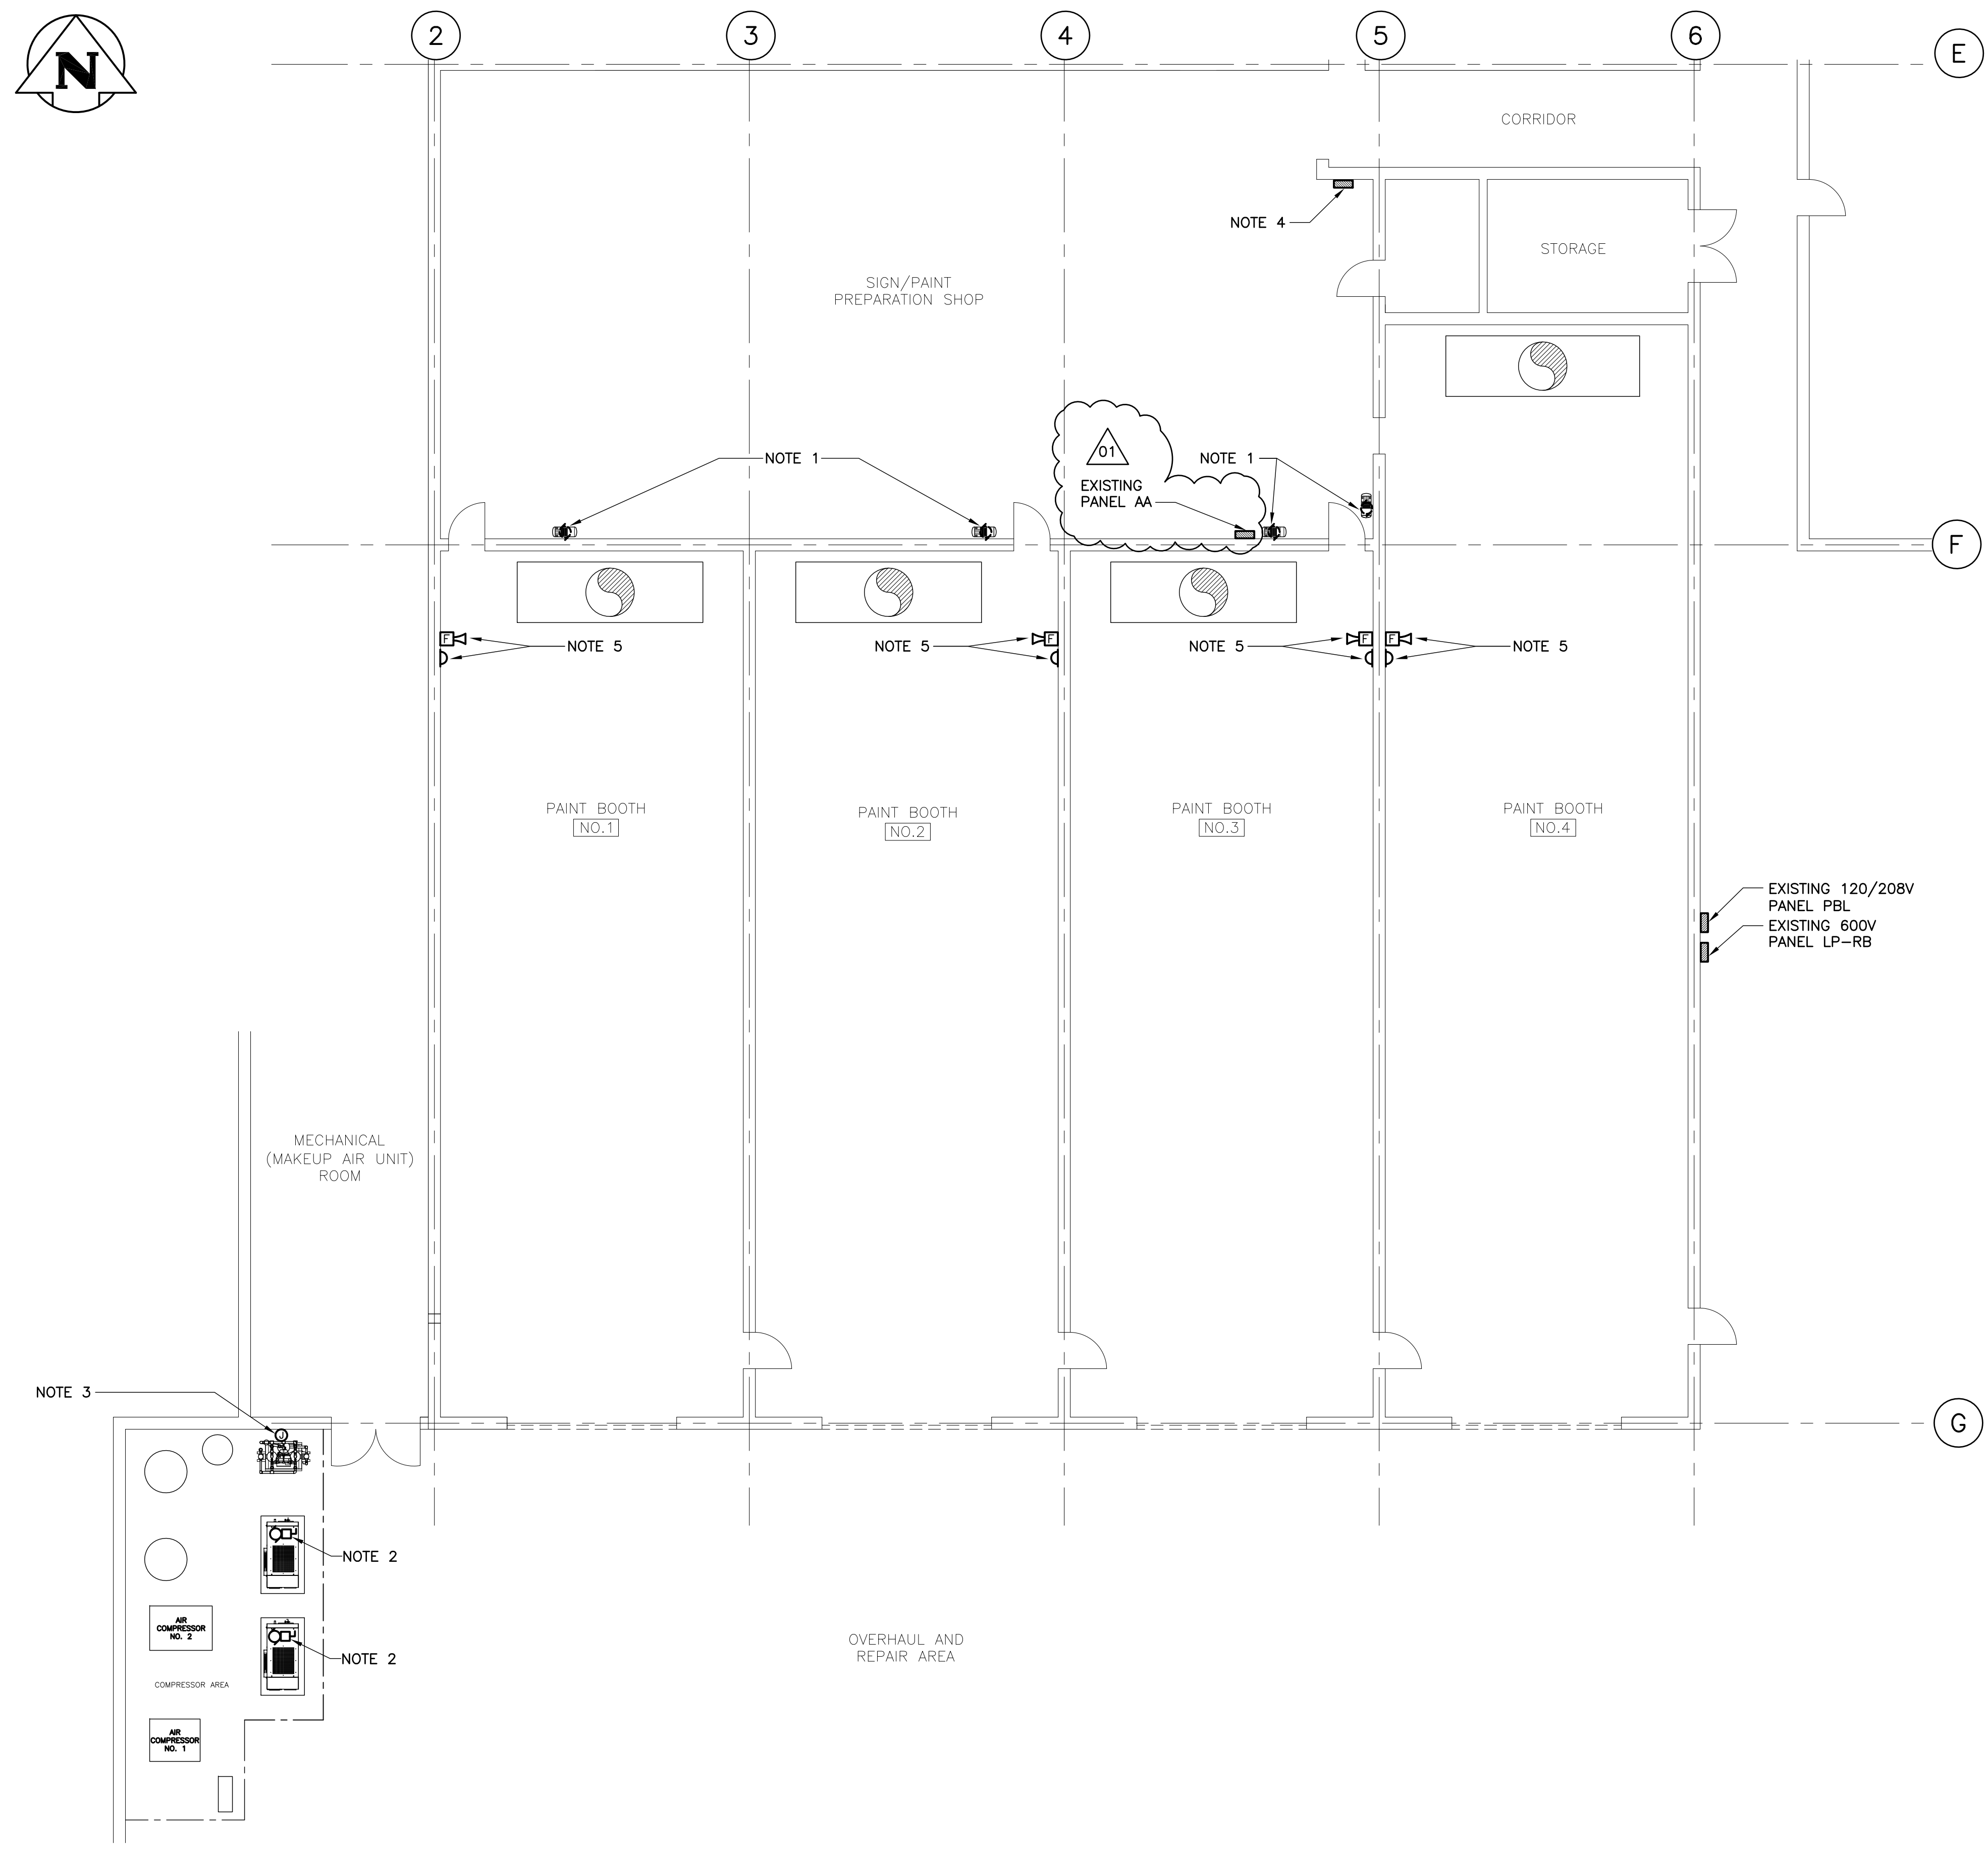 N
2
3
4
5
6
E
CORRIDOR
NOTE 4
STORAGE
SIGN/PAINT
PREPARATION SHOP
NOTE 1
01
EXISTING
PANEL AA
NOTE 1
F
F
NOTE 5
F
NOTE 5
F
NOTE 5
F
NOTE 5
PAINT BOOTH
NO.1
PAINT BOOTH
NO.2
PAINT BOOTH
NO.3
PAINT BOOTH
NO.4
EXISTING 120/208V
PANEL PBL
EXISTING 600V
PANEL LP-RB
MECHANICAL
(MAKEUP AIR UNIT)
ROOM
NOTE 3
J
G
NOTE 2
AIR
COMPRESSOR
NO. 2
NOTE 2
OVERHAUL AND
REPAIR AREA
COMPRESSOR AREA
AIR
COMPRESSOR
NO. 1